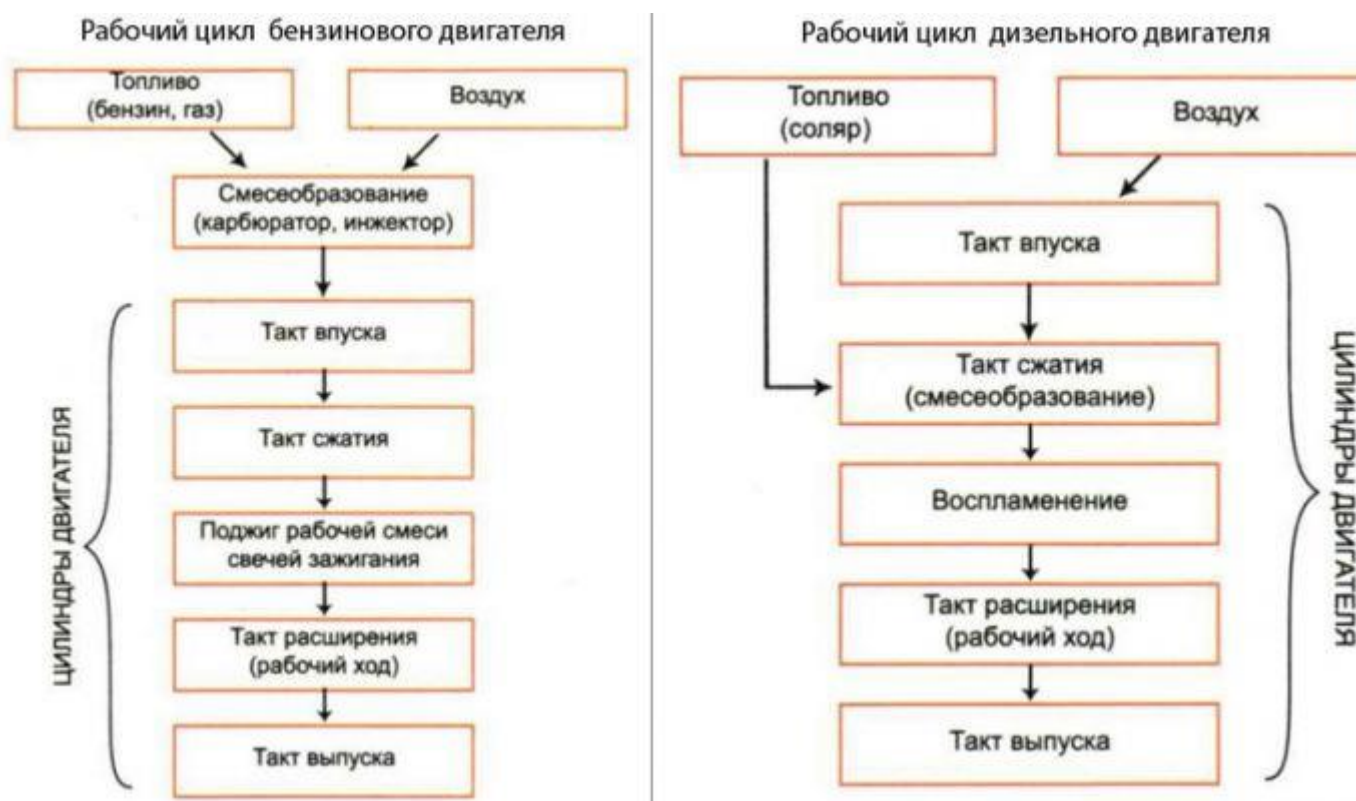 Рабочий цикл бензинового двигателя
Топливо
(бензин, газ)
Воздух
Смесеобразование
(карбюратор, инжектор)
Такт впуска
Такт сжатия
Поджиг рабочей смеси
свечей зажигания
Такт расширения
(рабочий ход)
Такт выпуска
ЦИЛИНДРЫ ДВИГАТЕЛЯ
Рабочий цикл дизельного двигателя
Топливо
(соляр)
Воздух
Такт впуска
Такт сжатия
(смесеобразование)
Воспламенение
Такт расширения
(рабочий ход)
Такт выпуска
ЦИЛИНДРЫ ДВИГАТЕЛЯ